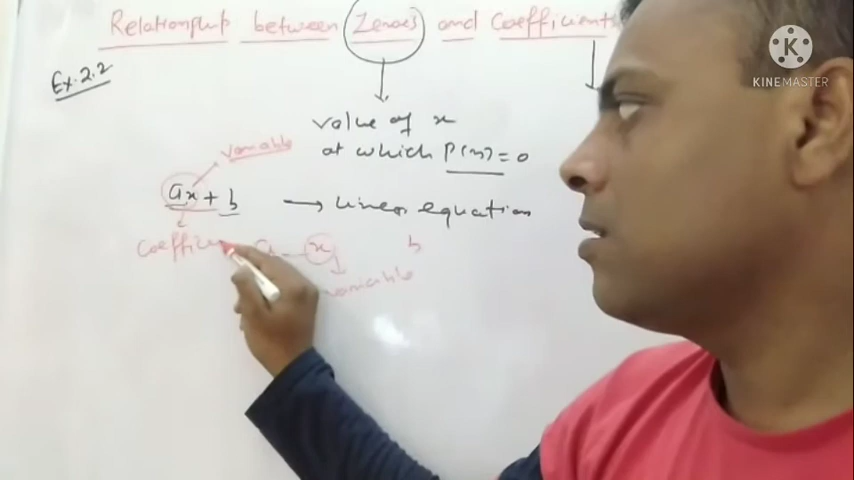 Relationship between Zeroes and Coefficients
Ex. 2.2
K
KINEMASTER
value of x
at which P(x) = 0
variable
ax + b → linear equation
a x b
variable